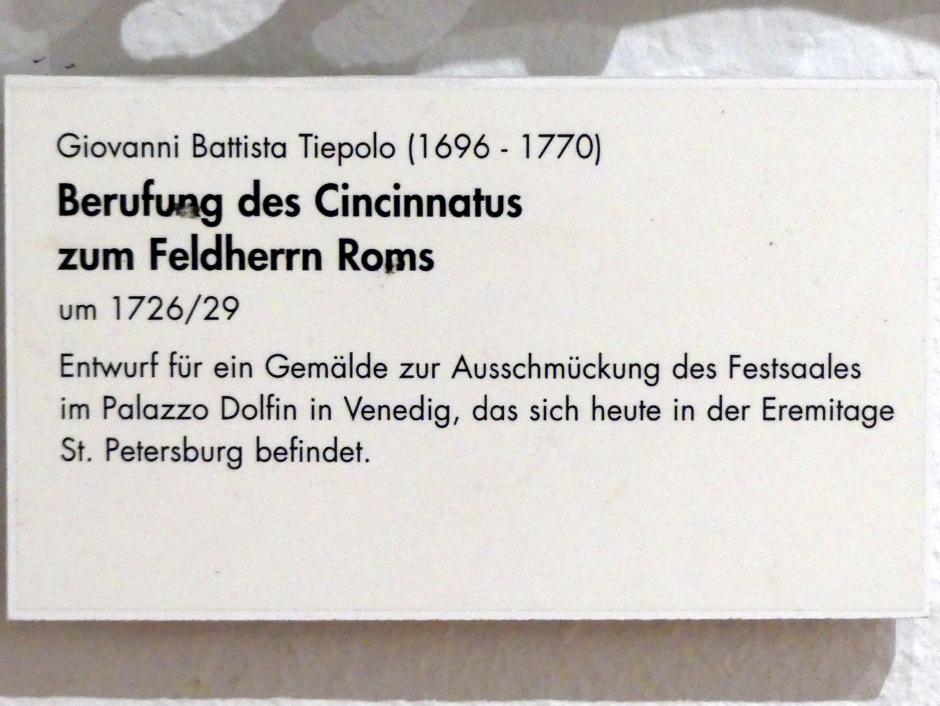 Giovanni Battista Tiepolo (1696 - 1770)
Berufung des Cincinnatus
zum Feldherrn Roms
um 1726/29
Entwurf für ein Gemälde zur Ausschmückung des Festsaales
im Palazzo Dolfin in Venedig, das sich heute in der Eremitage
St. Petersburg befindet.